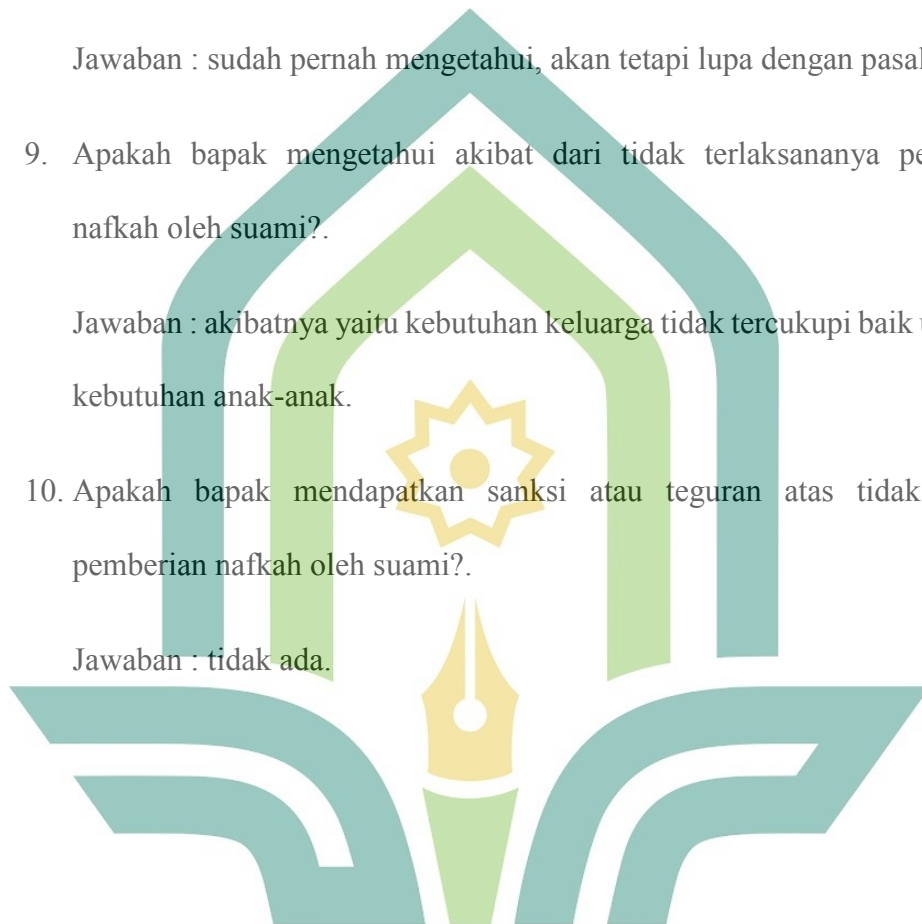 Jawaban : sudah pernah mengetahui, akan tetapi lupa dengan
9. Apakah bapak mengetahui akibat dari tidak terlaksananya
nafkah oleh suami?.
Jawaban : akibatnya yaitu kebutuhan keluarga tidak tercukupi baik
kebutuhan anak-anak.
10. Apakah bapak mendapatkan sanksi atau teguran atas tidak
pemberian nafkah oleh suami?.
Jawaban : tidak ada.